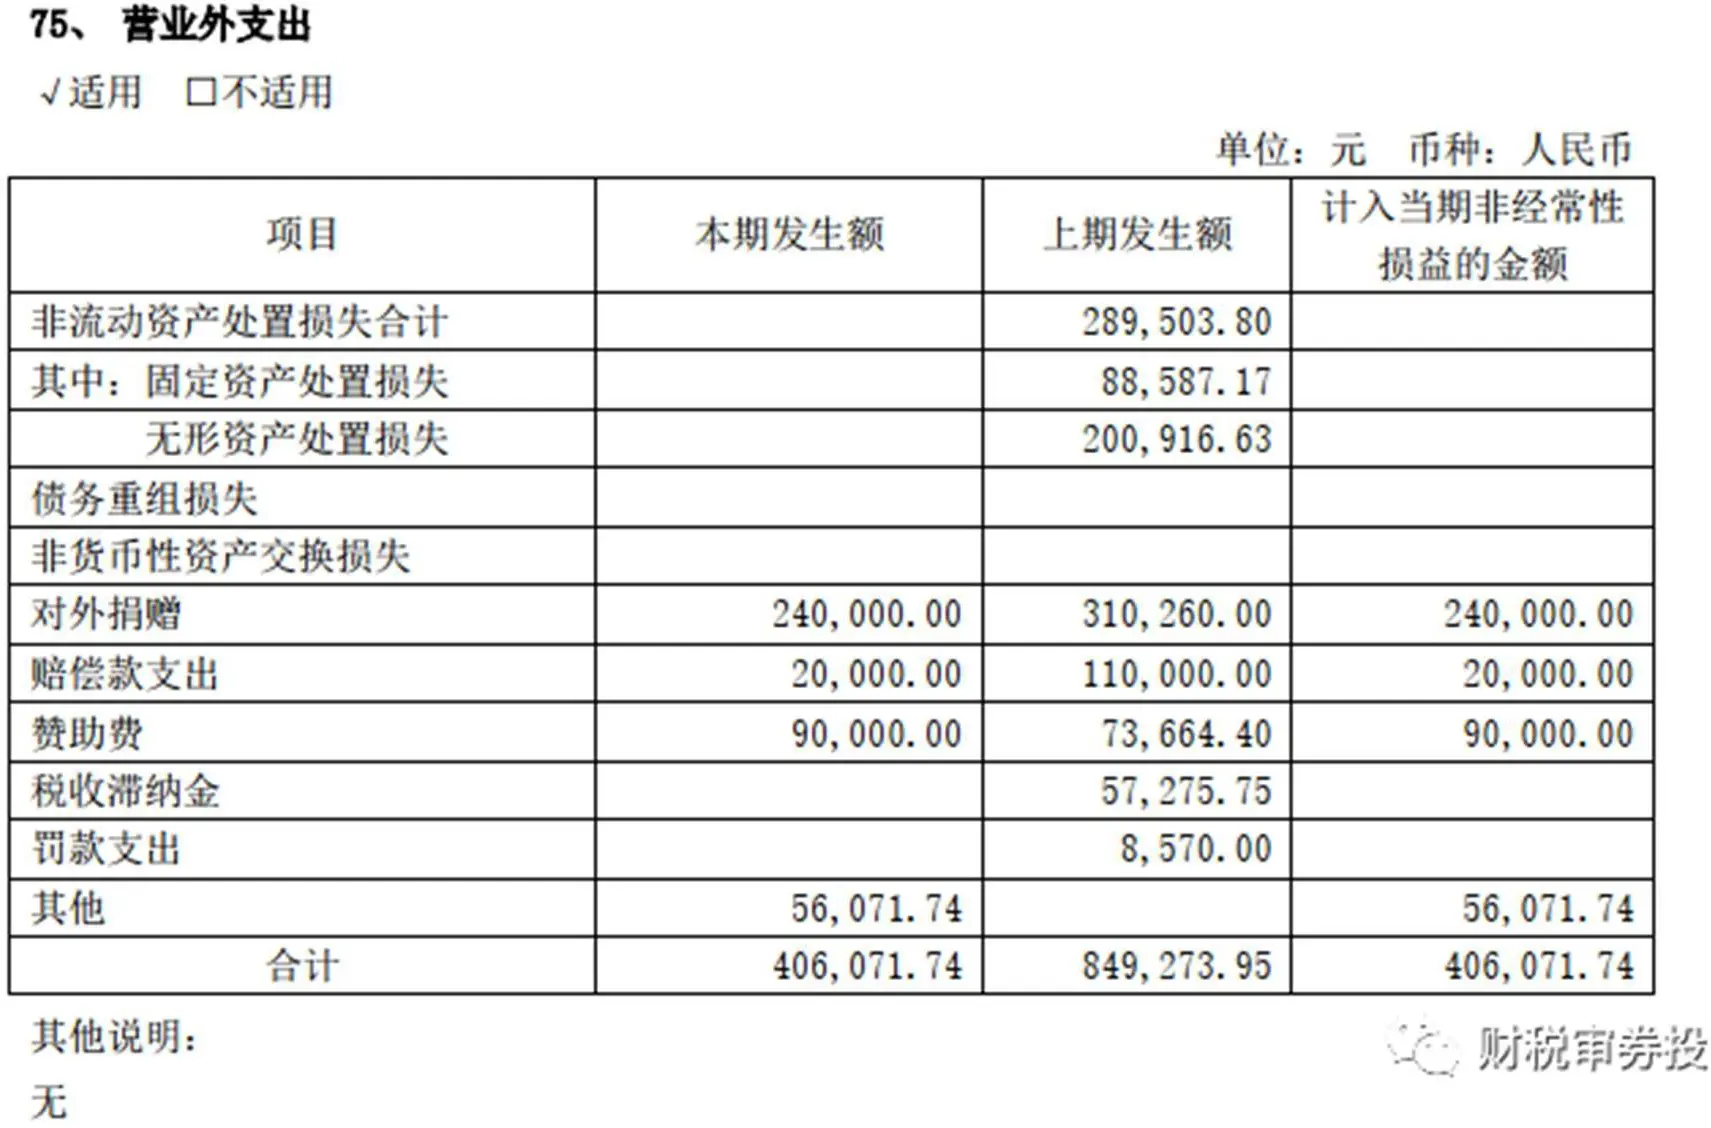 75、 营业外支出
√适用 □不适用
单位：元 币种：人民币
项目 本期发生额 上期发生额 计入当期非经常性损益的金额
非流动资产处置损失合计 289,503.80
其中：固定资产处置损失 88,587.17
无形资产处置损失 200,916.63
债务重组损失
非货币性资产交换损失
对外捐赠 240,000.00 310,260.00 240,000.00
赔偿款支出 20,000.00 110,000.00 20,000.00
赞助费 90,000.00 73,664.40 90,000.00
税收滞纳金 57,275.75
罚款支出 8,570.00
其他 56,071.74 56,071.74
合计 406,071.74 849,273.95 406,071.74
其他说明：
无
财税审券投